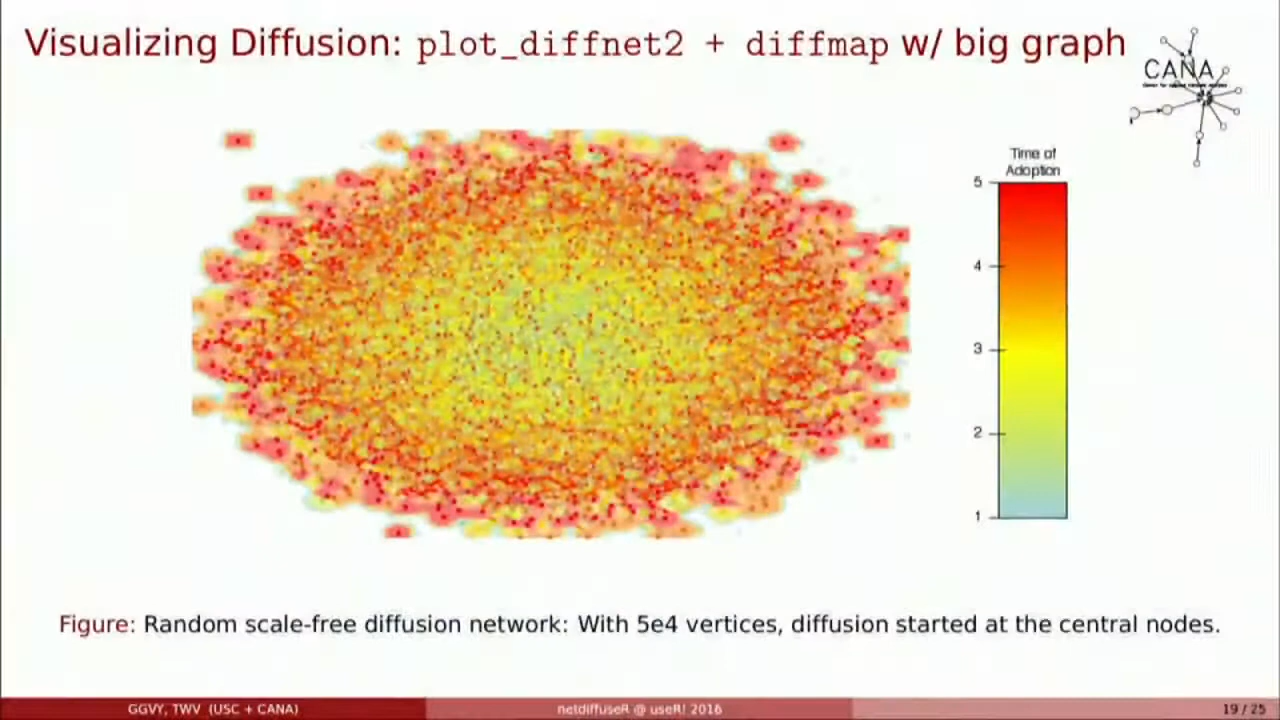 Visualizing Diffusion: plot_diffnet2 + diffmap w/ big graph
CANA
Time of
Adoption
5
4
3
2
1
Figure: Random scale-free diffusion network: With 5e4 vertices, diffusion started at the central nodes.
GGVY, TWV (USC + CANA) netdiffuseR @ useR! 2016 19 / 25